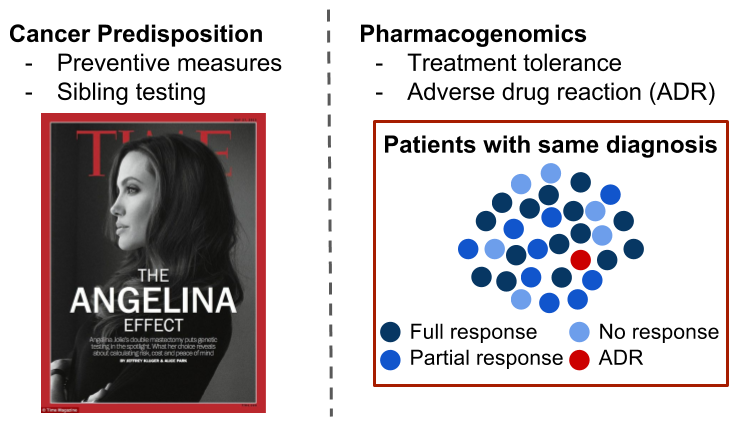 Cancer Predisposition
- Preventive measures
- Sibling testing
TIME
THE
ANGELINA
EFFECT
Angelina Jolie's double mastectomy puts genetic
testing in the spotlight. What her choice reveals
about calculating risk, cost and peace of mind
BY JEFFREY KLUGER & ALICE PARK
© Time Magazine
Pharmacogenomics
- Treatment tolerance
- Adverse drug reaction (ADR)
Patients with same diagnosis
Full response
No response
Partial response
ADR